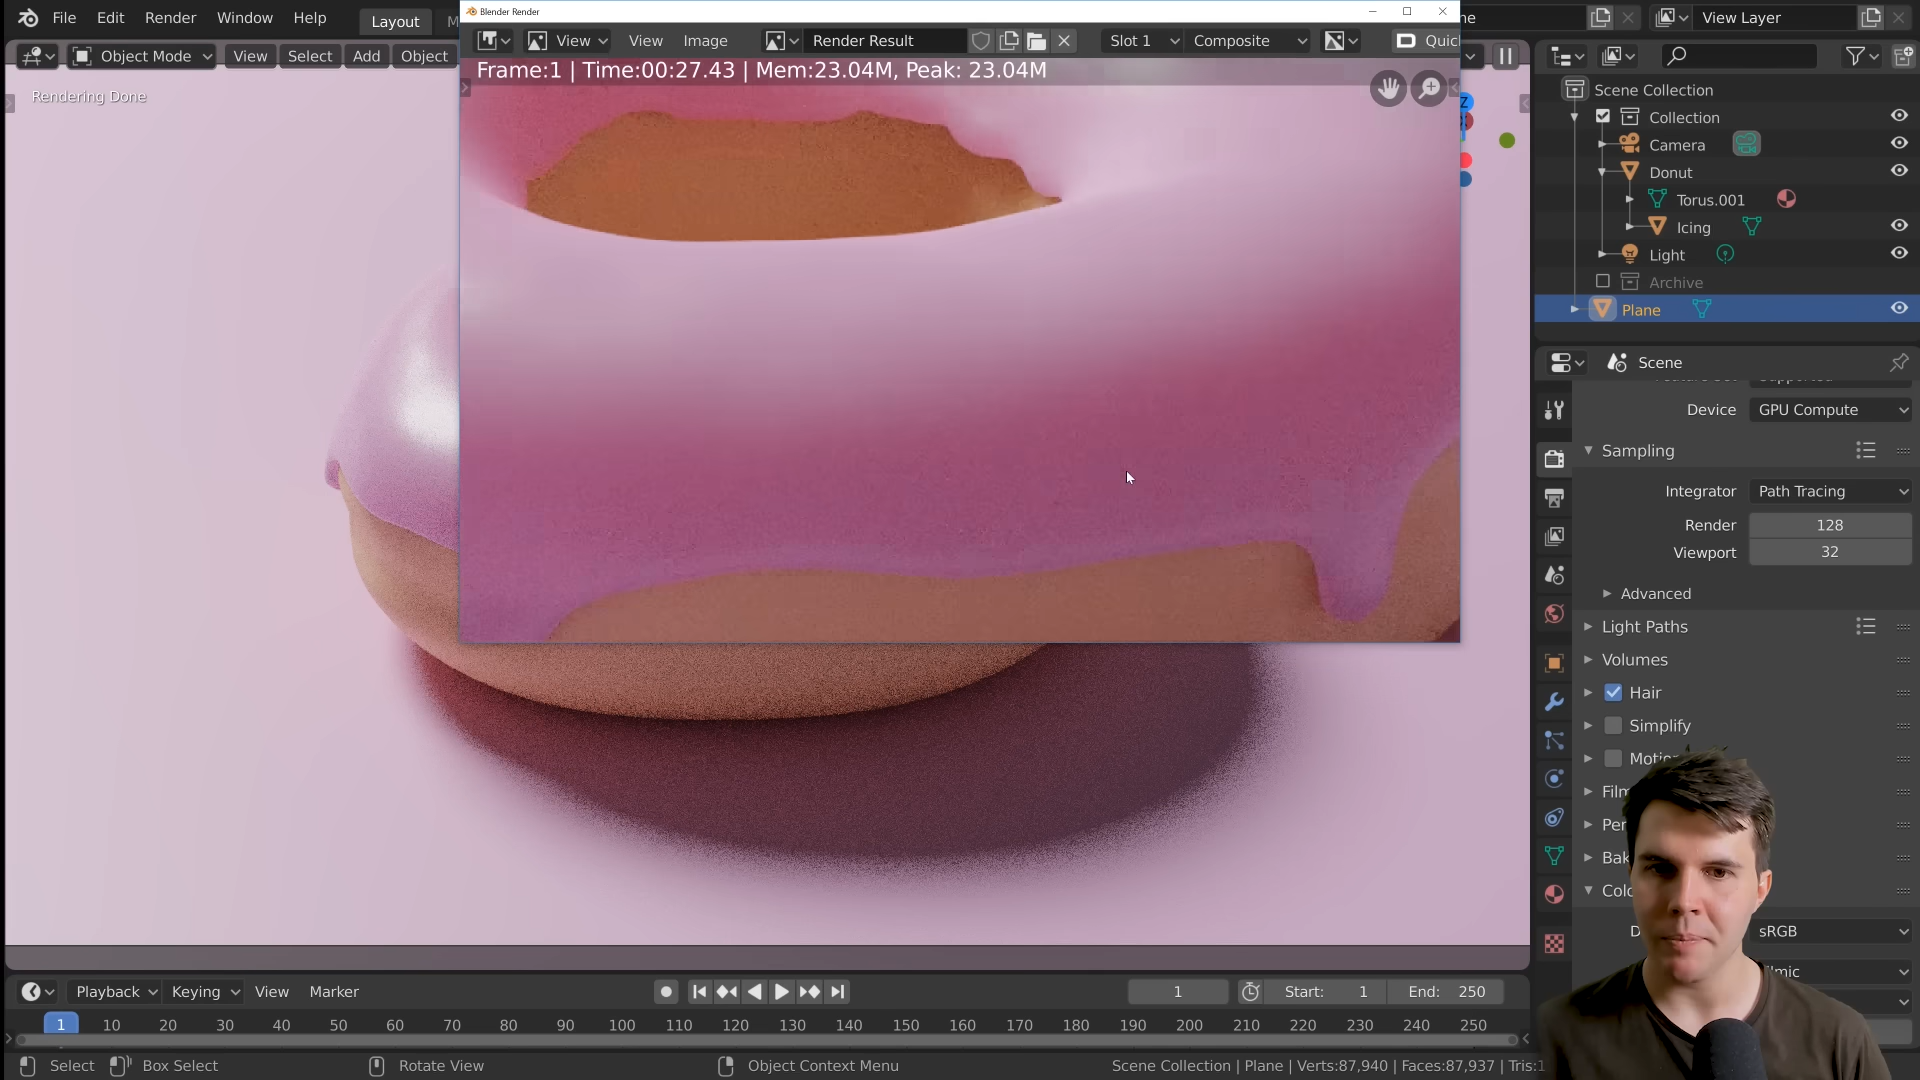 File Edit Render Window Help Layout
Blender Render
View Layer
Object Mode View Select Add Object
View View Image Render Result Slot 1 Composite
Frame:1 | Time:00:27.43 | Mem:23.04M, Peak: 23.04M
Rendering Done
Z
Scene Collection
Collection
Camera
Donut
Torus.001
Icing
Light
Archive
Plane
Scene
Device GPU Compute
Sampling
Integrator Path Tracing
Render 128
Viewport 32
Advanced
Light Paths
Volumes
Hair
Simplify
sRGB
Playback Keying View Marker
1 Start: 1 End: 250
1 10 20 30 40 50 60 70 80 90 100 110 120 130 140 150 160 170 180 190 200 210 220 230 240 250
Select Box Select Rotate View Object Context Menu Scene Collection | Plane | Verts:87,940 | Faces:87,937 | Tris:1